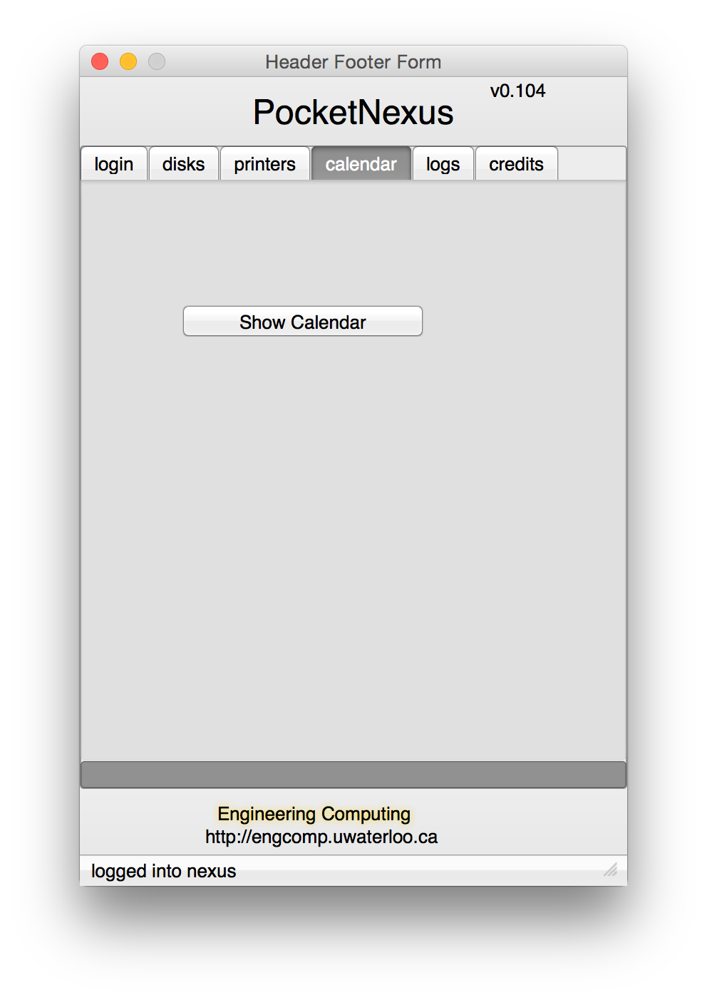 Header Footer Form
v0.104
PocketNexus
login disks printers calendar logs credits
Show Calendar
Engineering Computing
http://engcomp.uwaterloo.ca
logged into nexus